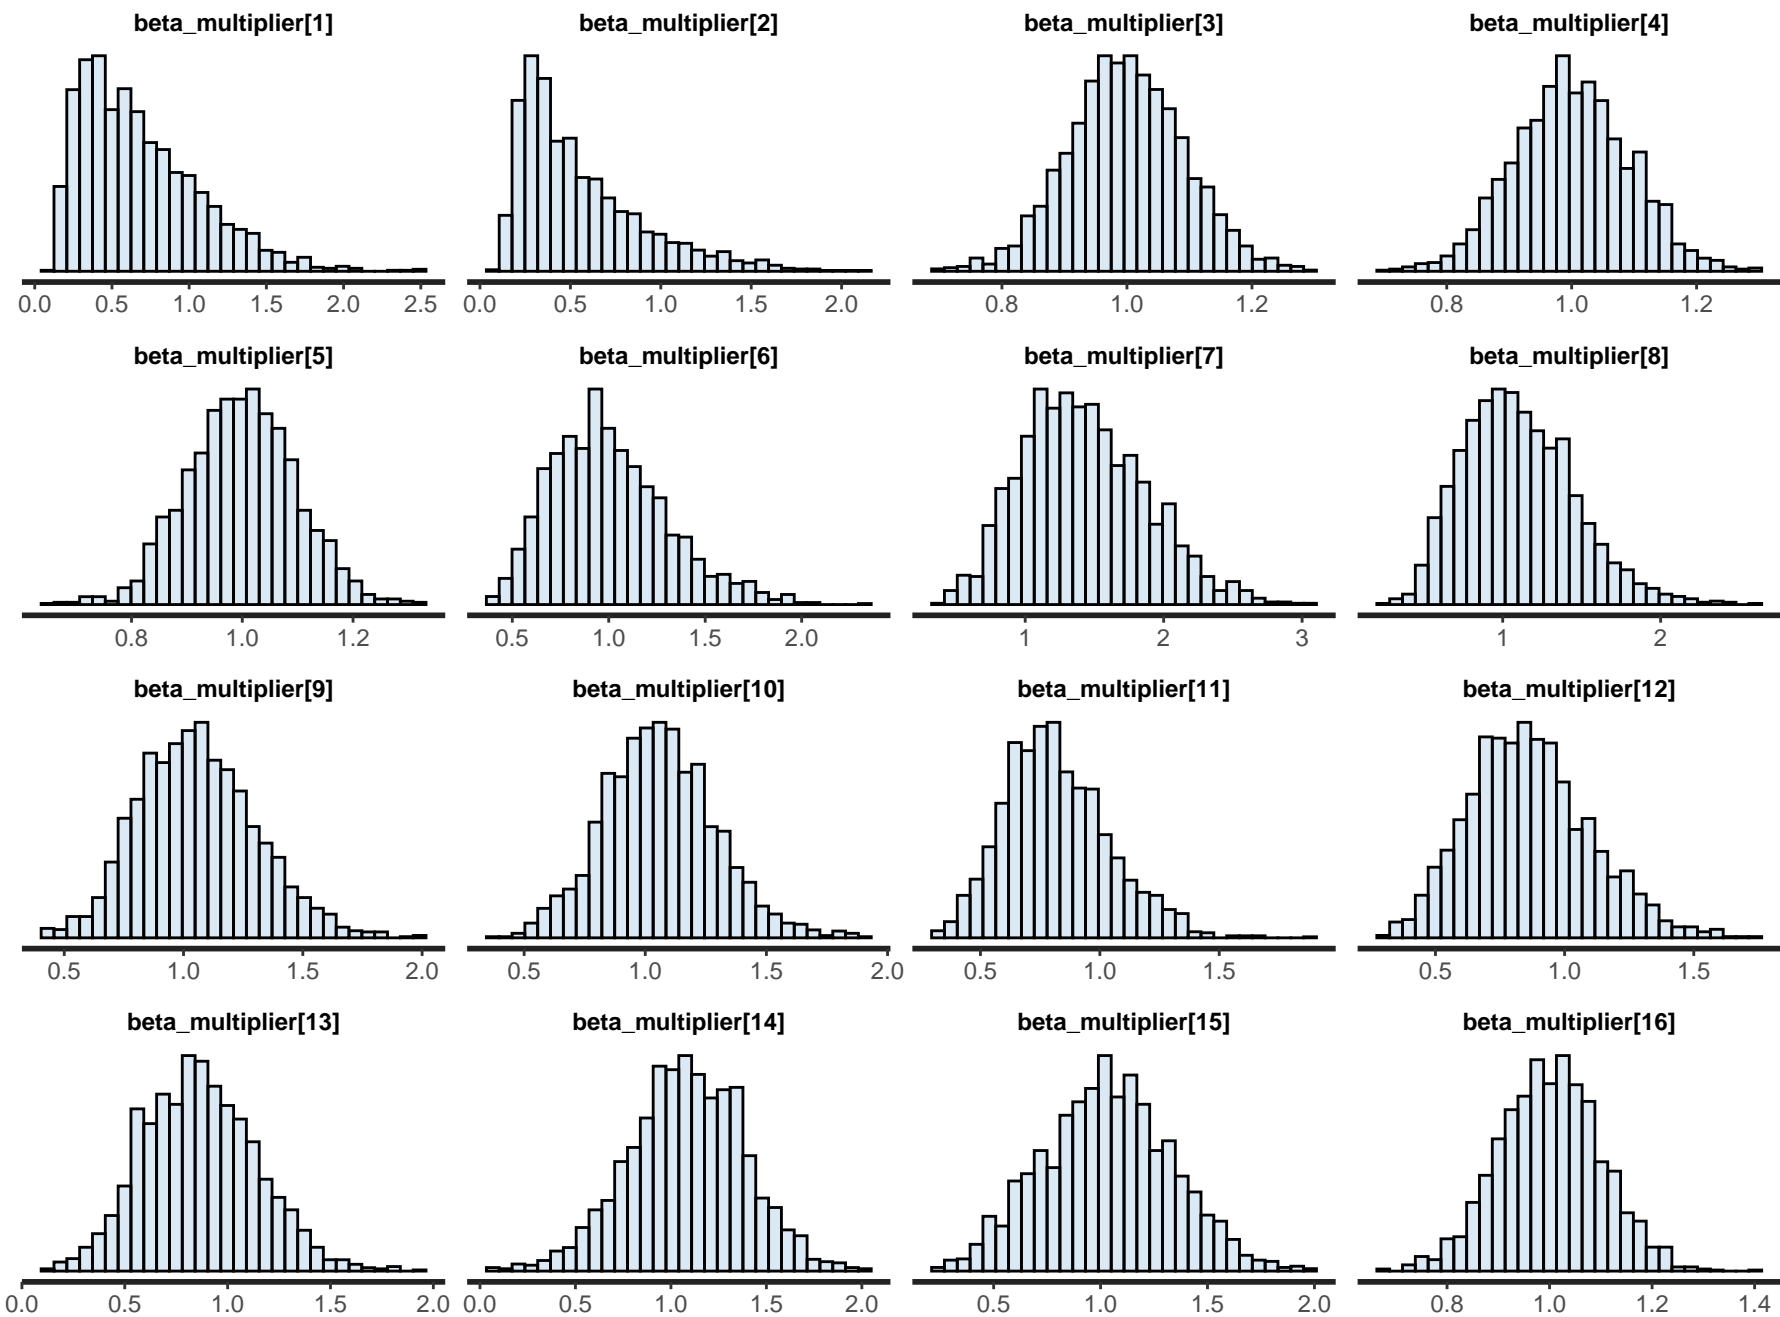 beta_multiplier[1] beta_multiplier[2] beta_multiplier[3] beta_multiplier[4]
0.0 0.5 1.0 1.5 2.0 2.5 0.0 0.5 1.0 1.5 2.0 0.8 1.0 1.2 0.8 1.0 1.2
beta_multiplier[5] beta_multiplier[6] beta_multiplier[7] beta_multiplier[8]
0.8 1.0 1.2 0.5 1.0 1.5 2.0 1 2 3 1 2
beta_multiplier[9] beta_multiplier[10] beta_multiplier[11] beta_multiplier[12]
0.5 1.0 1.5 2.0 0.5 1.0 1.5 2.0 0.5 1.0 1.5 0.5 1.0 1.5
beta_multiplier[13] beta_multiplier[14] beta_multiplier[15] beta_multiplier[16]
0.0 0.5 1.0 1.5 2.0 0.0 0.5 1.0 1.5 2.0 0.5 1.0 1.5 2.0 0.8 1.0 1.2 1.4